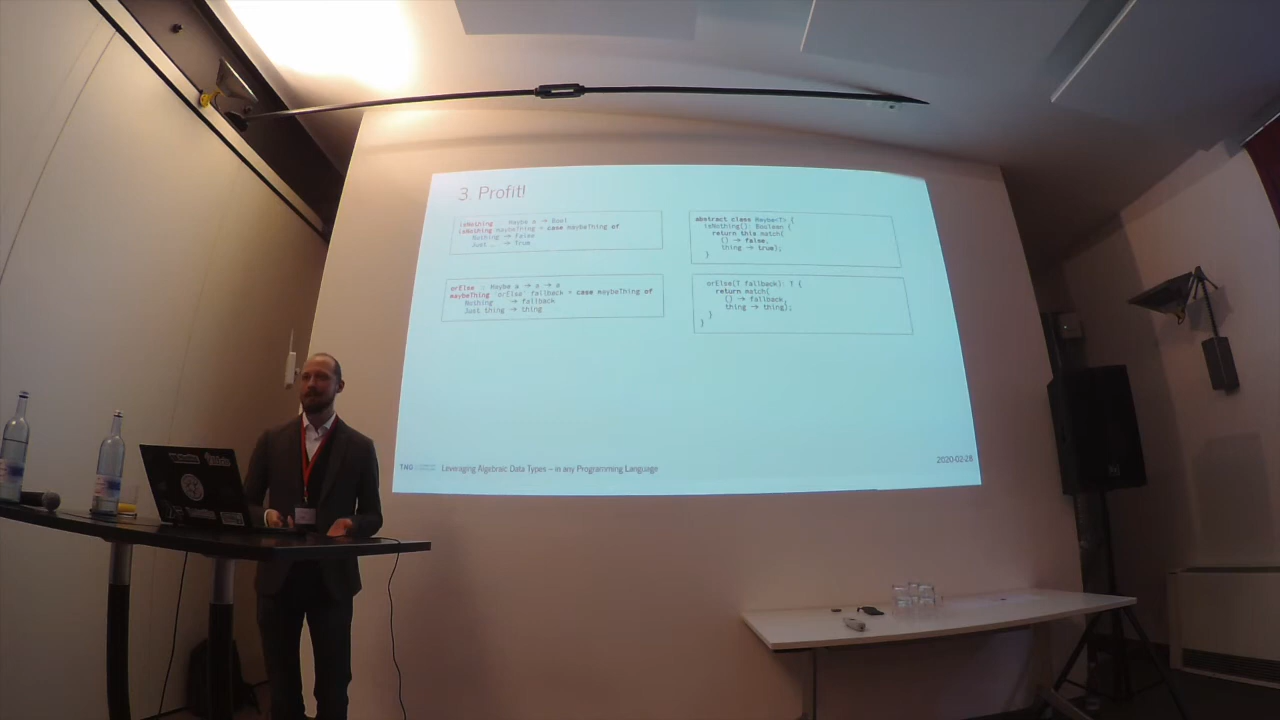 3. Profit!
isNothing :: Maybe a -> Bool
isNothing maybeThing = case maybeThing of
Nothing -> False
Just _ -> True
orElse :: Maybe a -> a -> a
maybeThing `orElse` fallback = case maybeThing of
Nothing -> fallback
Just thing -> thing
abstract class Maybe<T> {
isNothing(): Boolean {
return this.match(
() -> false,
thing -> true);
}
orElse(T fallback): T {
return match(
() -> fallback,
thing -> thing);
}
}
TNG
Leveraging Algebraic Data Types – in any Programming Language
2020-02-28